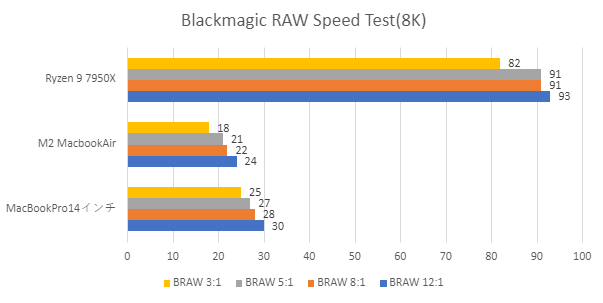 Blackmagic RAW Speed Test(8K)
Ryzen 9 7950X
82
91
91
93
M2 MacbookAir
18
21
22
24
MacBookPro14インチ
25
27
28
30
0 10 20 30 40 50 60 70 80 90 100
BRAW 3:1 BRAW 5:1 BRAW 8:1 BRAW 12:1